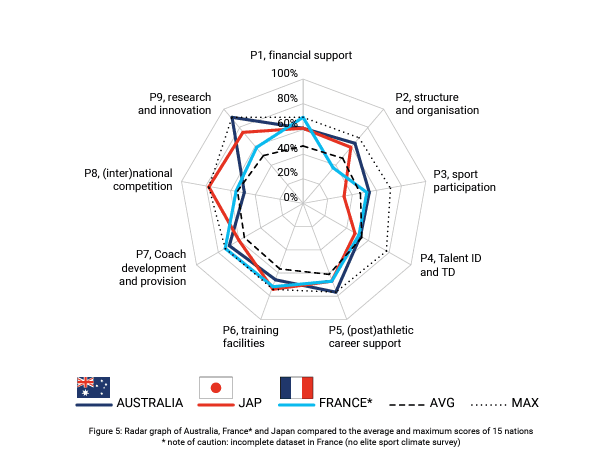 P1, financial support
100%
P9, research
and innovation
P2, structure
and organisation
80%
60%
40%
P8, (inter)national
competition
20%
P3, sport
participation
0%
P7, Coach
development
and provision
P4, Talent ID
and TD
P6, training
facilities
P5, (post)athletic
career support
AUSTRALIA
JAP
FRANCE*
AVG
MAX
Figure 5: Radar graph of Australia, France* and Japan compared to the average and maximum scores of 15 nations
* note of caution: incomplete dataset in France (no elite sport climate survey)